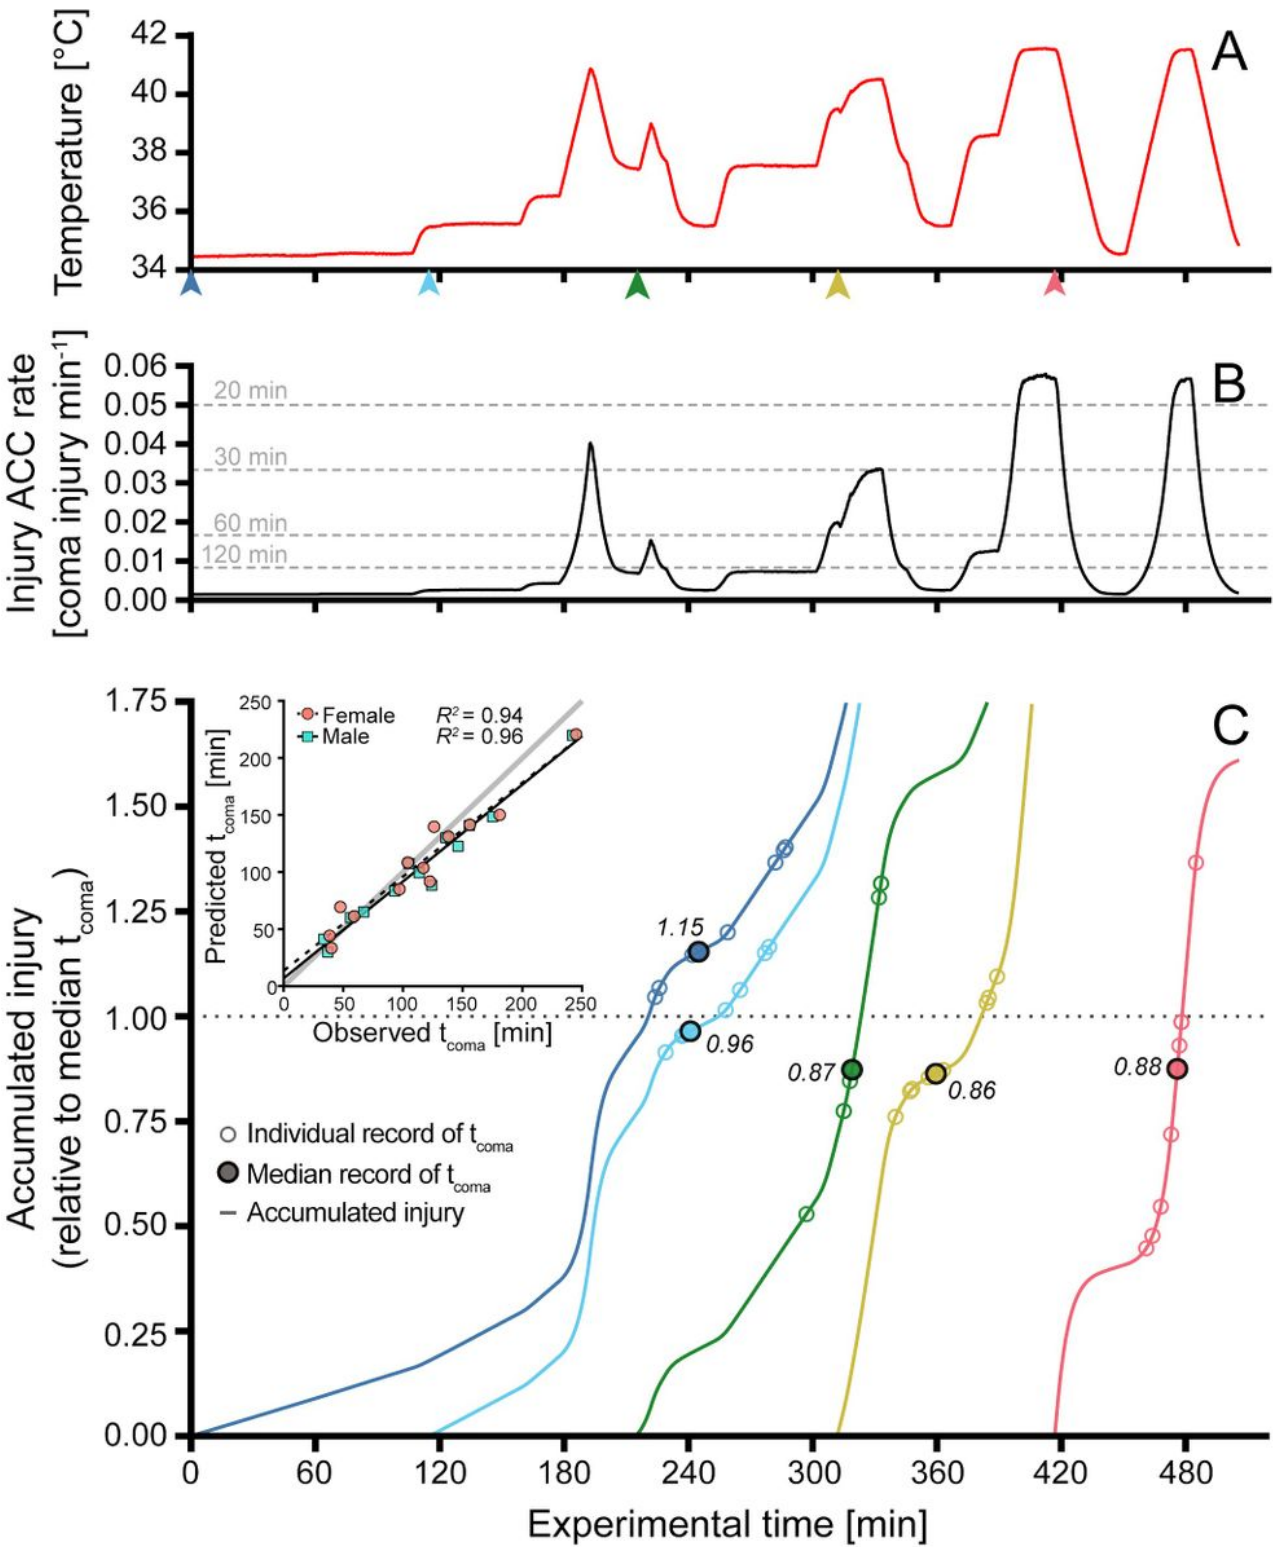 A
Temperature [°C]
42
40
38
36
34
B
Injury ACC rate
[coma injury min⁻¹]
0.06
0.05
0.04
0.03
0.02
0.01
0.00
20 min
30 min
60 min
120 min
C
Accumulated injury
(relative to median tcoma)
1.75
1.50
1.25
1.00
0.75
0.50
0.25
0.00
Predicted tcoma [min]
250
200
150
100
50
0
Female R² = 0.94
Male R² = 0.96
0 50 100 150 200 250
Observed tcoma [min]
1.15
0.96
0.87
0.86
0.88
Individual record of tcoma
Median record of tcoma
Accumulated injury
0 60 120 180 240 300 360 420 480
Experimental time [min]